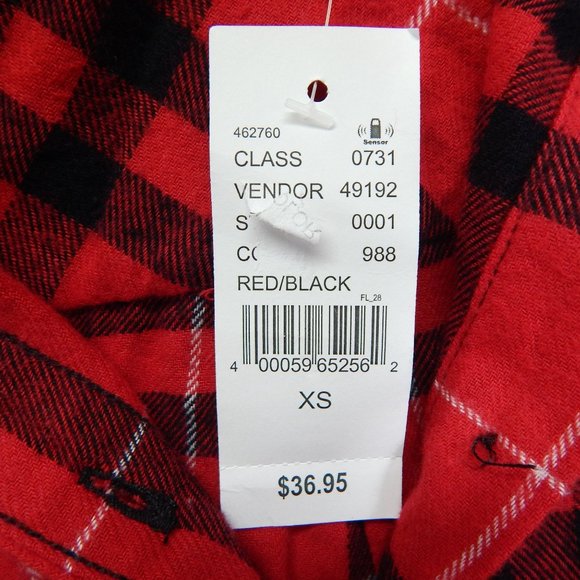 462760
Sensor
CLASS 0731
VENDOR 49192
0001
988
RED/BLACK
FL_28
4 00059 65256 2
XS
$36.95